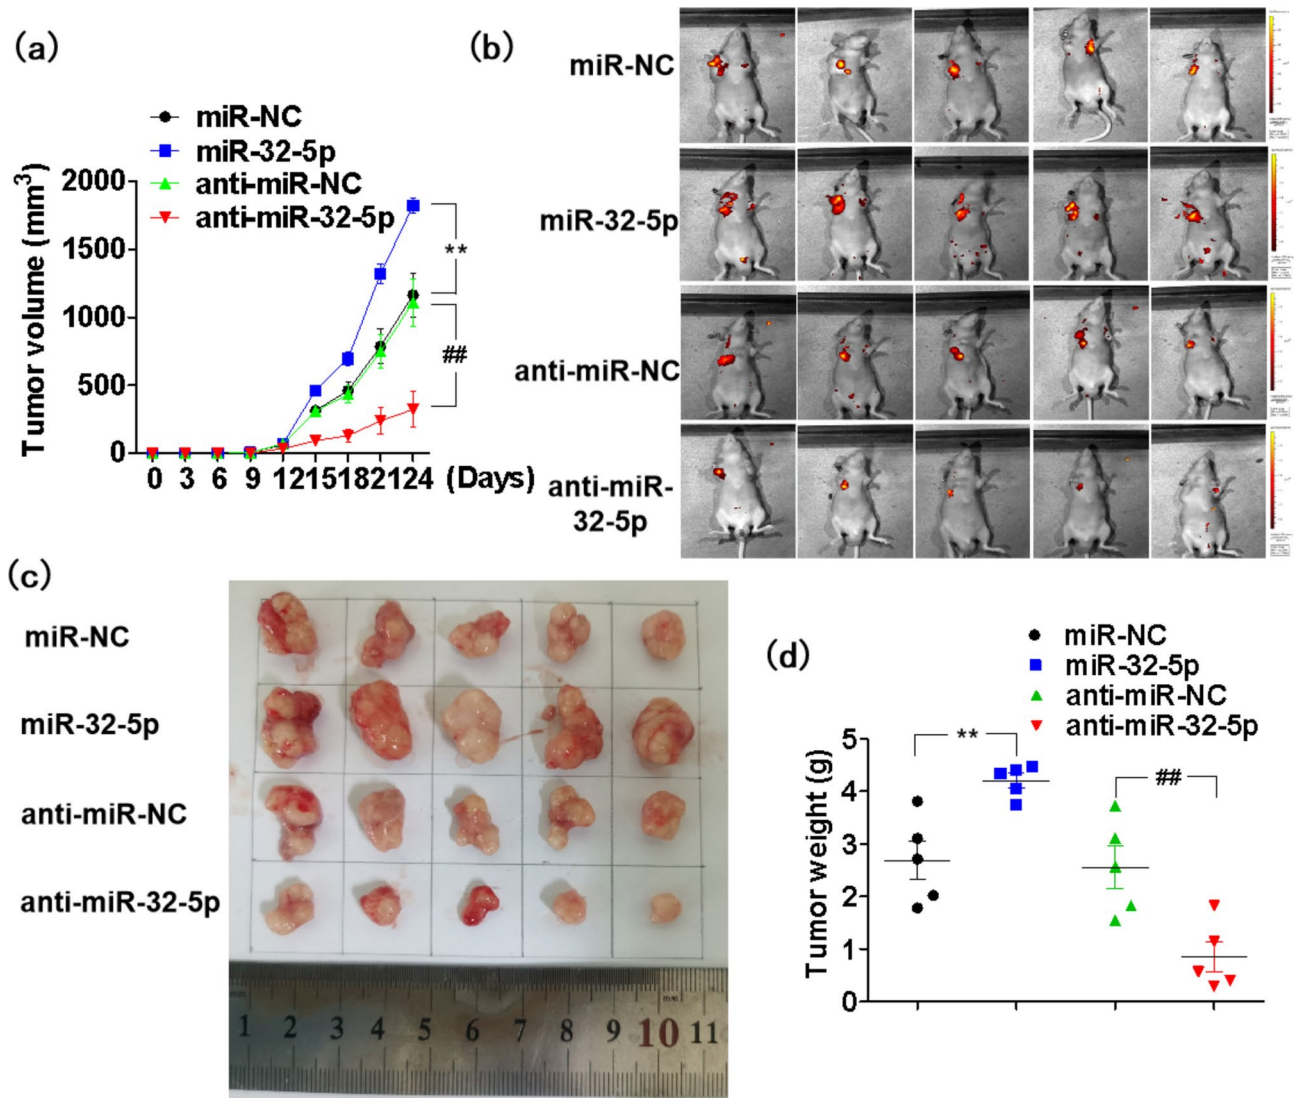 (a)
miR-NC
miR-32-5p
anti-miR-NC
anti-miR-32-5p
Tumor volume (mm³)
2000
1500
1000
500
0
0 3 6 9 12 15 18 21 24 (Days)
**
##
(b)
miR-NC
miR-32-5p
anti-miR-NC
anti-miR-
32-5p
(c)
miR-NC
miR-32-5p
anti-miR-NC
anti-miR-32-5p
1 2 3 4 5 6 7 8 9 10 11
(d)
miR-NC
miR-32-5p
anti-miR-NC
anti-miR-32-5p
Tumor weight (g)
5
4
3
2
1
0
**
##